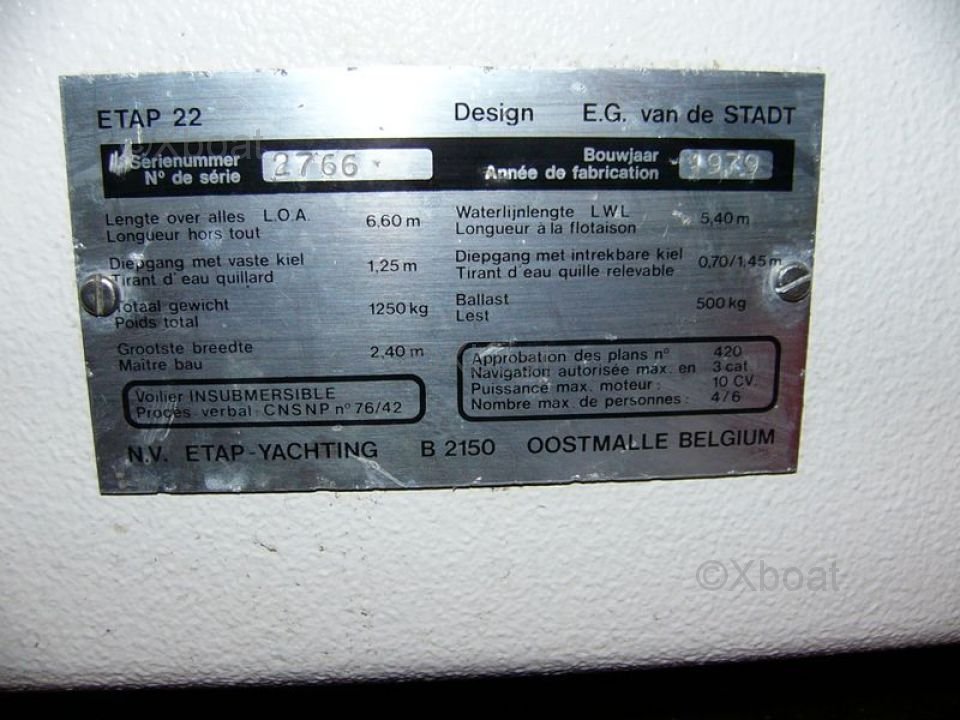 ETAP 22 Design E.G. van de STADT
©Xboat
Serienummer 2766 Bouwjaar 1979
Nº de série Année de fabrication
Lengte over alles L.O.A. 6,60 m Waterlijnlengte LWL 5,40 m
Longueur hors tout Longueur à la flotaison
Diepgang met vaste kiel 1,25 m Diepgang met intrekbare kiel 0,70/1,45 m
Tirant d'eau quillard Tirant d'eau quille relevable
Totaal gewicht 1250 kg Ballast 500 kg
Poids total Lest
Grootste breedte 2,40 m
Maitre bau
Approbation des plans nº 420
Navigation autorisée max. en 3 cat
Puissance max. moteur : 10 CV.
Nombre max. de personnes : 4/6
Voilier INSUBMERSIBLE
Procès-verbal CNSNP nº 76/42
N.V. ETAP-YACHTING B 2150 OOSTMALLE BELGIUM
©Xboat